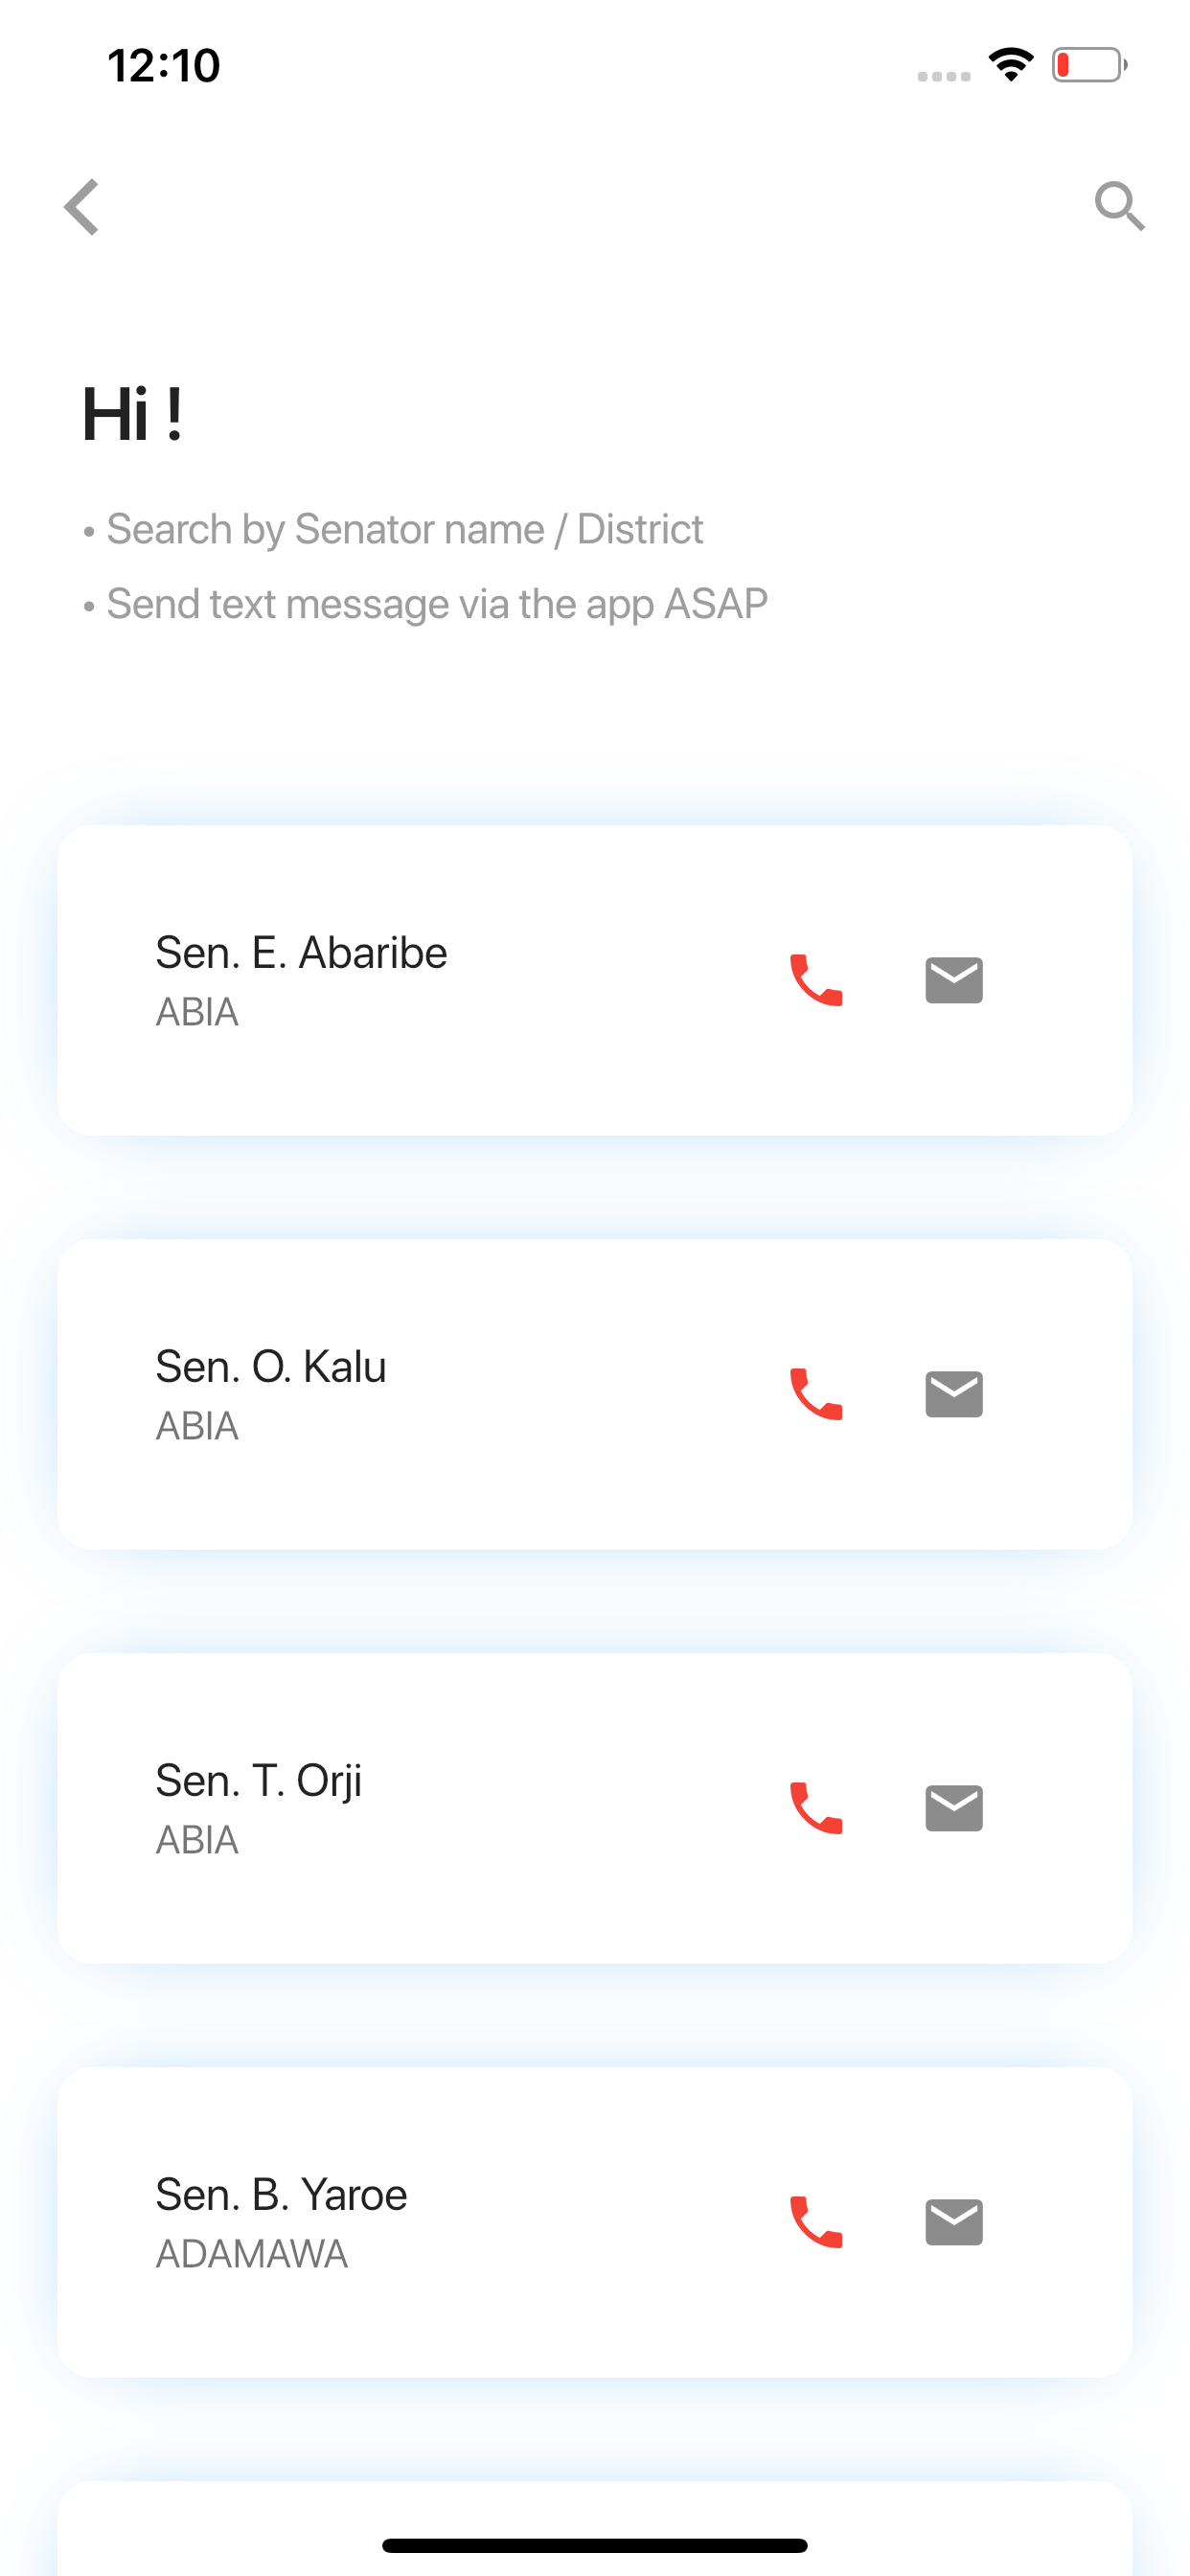 12:10
Hi !
• Search by Senator name / District
• Send text message via the app ASAP
Sen. E. Abaribe
ABIA
Sen. O. Kalu
ABIA
Sen. T. Orji
ABIA
Sen. B. Yaroe
ADAMAWA